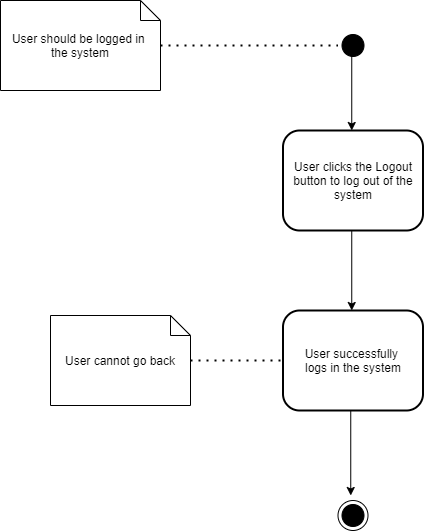 User should be logged in
the system
User clicks the Logout
button to log out of the
system
User cannot go back
User successfully
logs in the system